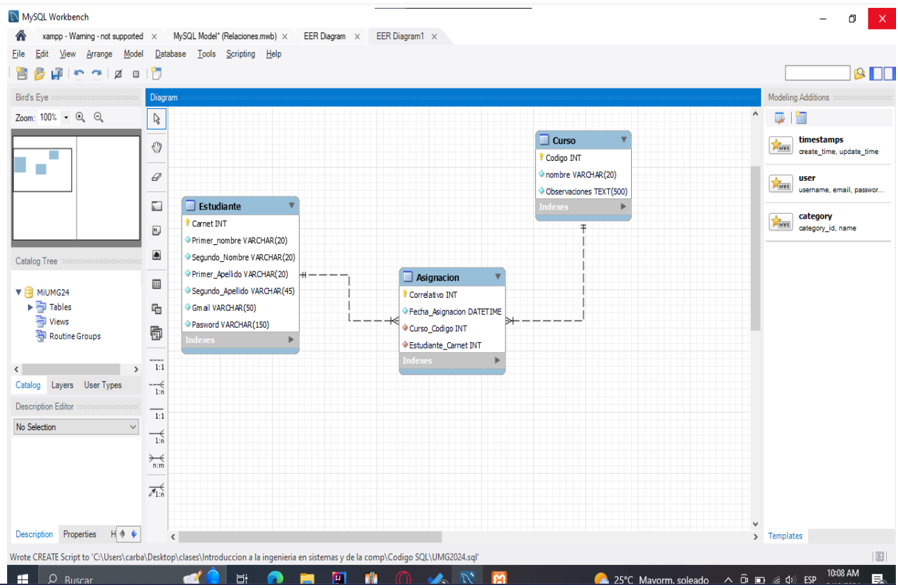 MySQL Workbench
xampp - Warning - not supported
MySQL Model* (Relaciones.mwb)
EER Diagram
EER Diagram1
File Edit View Arrange Model Database Tools Scripting Help
Bird's Eye
Zoom: 100%
Catalog Tree
MiUMG24
Tables
Views
Routine Groups
Catalog Layers User Types
Description Editor
No Selection
Description Properties H
Diagram
1:1
1:n
1:1
1:n
n:m
1:n
Estudiante
Carnet INT
Primer_nombre VARCHAR(20)
Segundo_Nombre VARCHAR(20)
Primer_Apellido VARCHAR(20)
Segundo_Apellido VARCHAR(45)
Gmail VARCHAR(50)
Pasword VARCHAR(150)
Indexes
Asignacion
Correlativo INT
Fecha_Asignacion DATETIME
Curso_Codigo INT
Estudiante_Carnet INT
Indexes
Curso
Codigo INT
nombre VARCHAR(20)
Observaciones TEXT(500)
Indexes
Modeling Additions
timestamps
create_time, update_time
user
username, email, passwor...
category
category_id, name
Templates
Wrote CREATE Script to 'C:\Users\carba\Desktop\clases\Introduccion a la ingenieria en sistemas y de la comp\Codigo SQL\UMG2024.sql'
Buscar
25°C Mayorm. soleado
ESP
10:08 AM